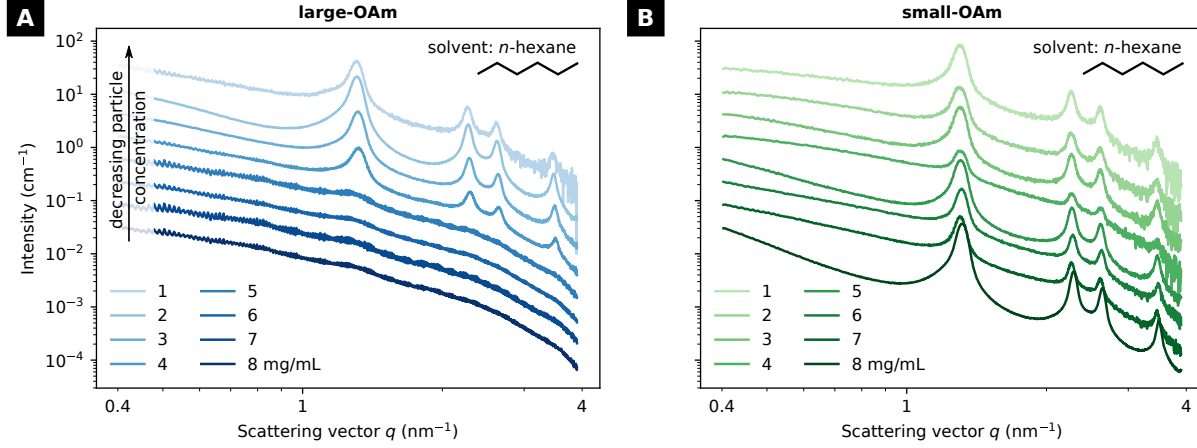 A
large-OAm
solvent: n-hexane
decreasing particle
concentration
Intensity (cm⁻¹)
10²
10¹
10⁰
10⁻¹
10⁻²
10⁻³
10⁻⁴
1
2
3
4
5
6
7
8 mg/mL
0.4
1
4
Scattering vector q (nm⁻¹)
B
small-OAm
solvent: n-hexane
1
2
3
4
5
6
7
8 mg/mL
0.4
1
4
Scattering vector q (nm⁻¹)